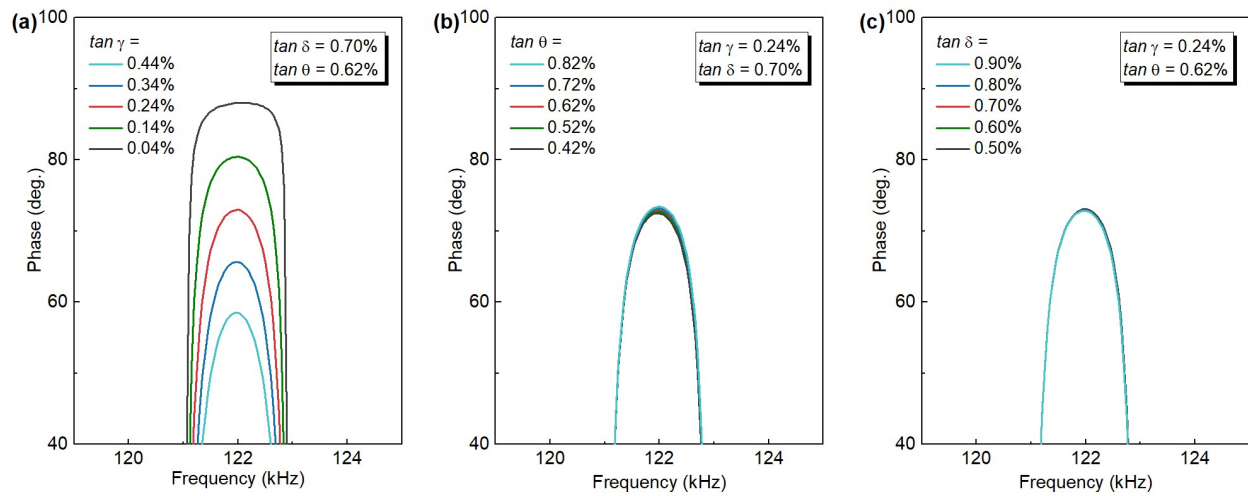 (a)
100
80
60
40
Phase (deg.)
tan γ =
0.44%
0.34%
0.24%
0.14%
0.04%
tan δ = 0.70%
tan θ = 0.62%
120
122
124
Frequency (kHz)
(b)
100
80
60
40
Phase (deg.)
tan θ =
0.82%
0.72%
0.62%
0.52%
0.42%
tan γ = 0.24%
tan δ = 0.70%
120
122
124
Frequency (kHz)
(c)
100
80
60
40
Phase (deg.)
tan δ =
0.90%
0.80%
0.70%
0.60%
0.50%
tan γ = 0.24%
tan θ = 0.62%
120
122
124
Frequency (kHz)